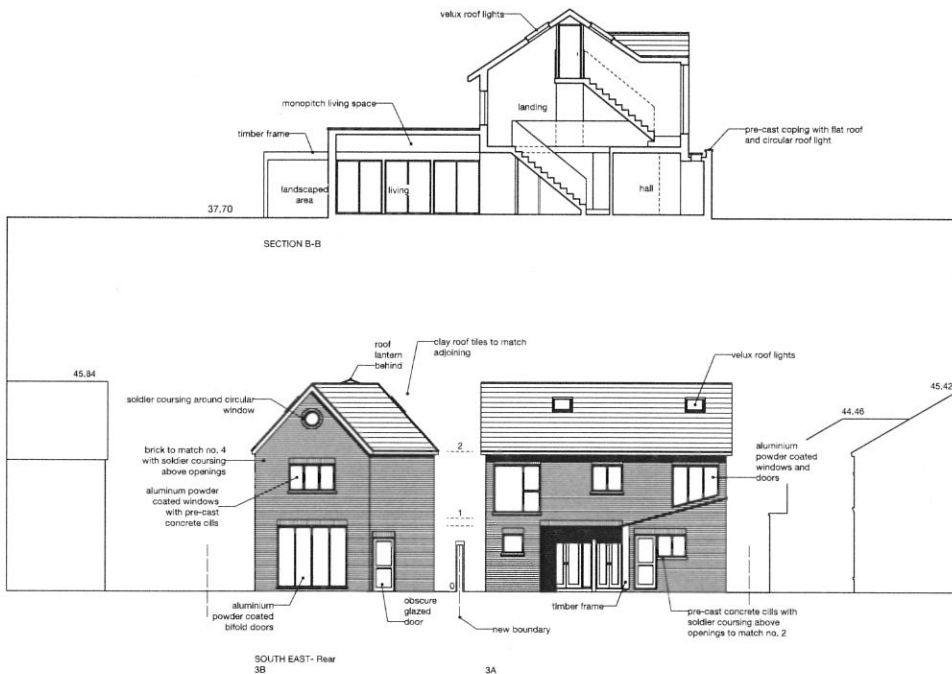 velux roof lights
monopitch living space
timber frame
landing
pre-cast coping with flat roof
and circular roof light
landscaped
area
living
hall
37.70
SECTION B-B
roof
lantern
behind
clay roof tiles to match
adjoining
velux roof lights
45.84
45.42
44.46
soldier coursing around circular
window
2
brick to match no. 4
with soldier coursing
above openings
aluminium
powder coated
windows and
doors
aluminum powder
coated windows
with pre-cast
concrete cills
1
0
aluminium
powder coated
bifold doors
obscure
glazed
door
new boundary
timber frame
pre-cast concrete cills with
soldier coursing above
openings to match no. 2
SOUTH EAST- Rear
3B
3A